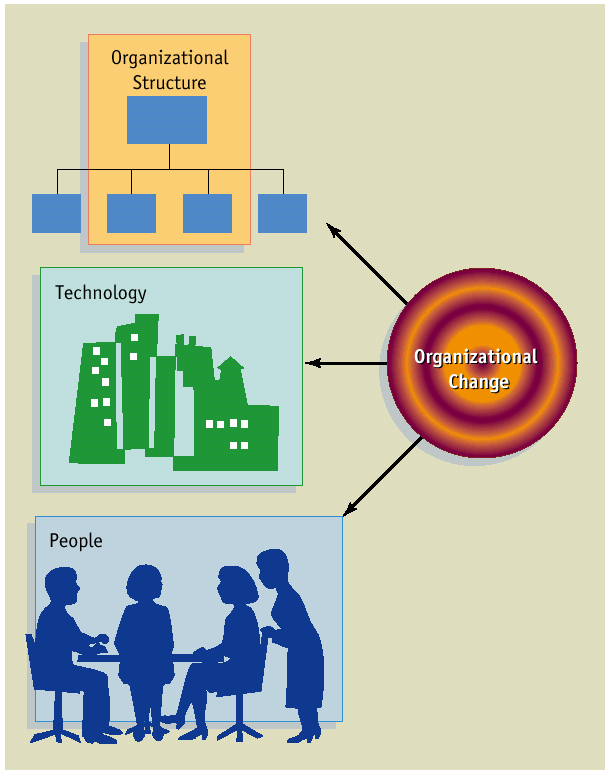 Organizational
Structure
Technology
Organizational
Change
People